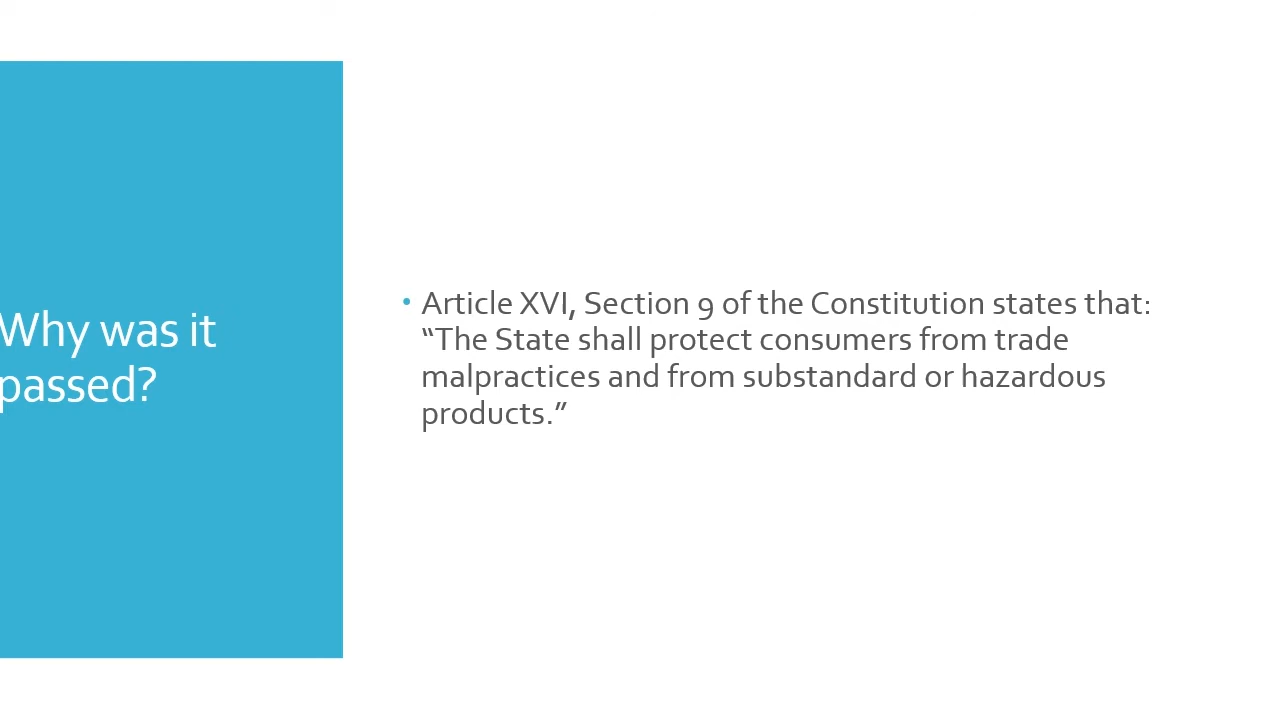 Why was it
passed?
• Article XVI, Section 9 of the Constitution states that:
“The State shall protect consumers from trade
malpractices and from substandard or hazardous
products.”